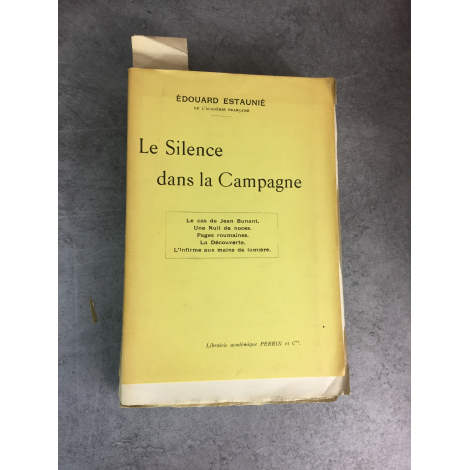 ÉDOUARD ESTAUNIÉ
DE L'ACADÉMIE FRANÇAISE
Le Silence
dans la Campagne
Le cas de Jean Bunant.
Une Nuit de noces.
Pages roumaines.
La Découverte.
L'Infirme aux mains de lumière.
Librairie académique PERRIN et Cie.